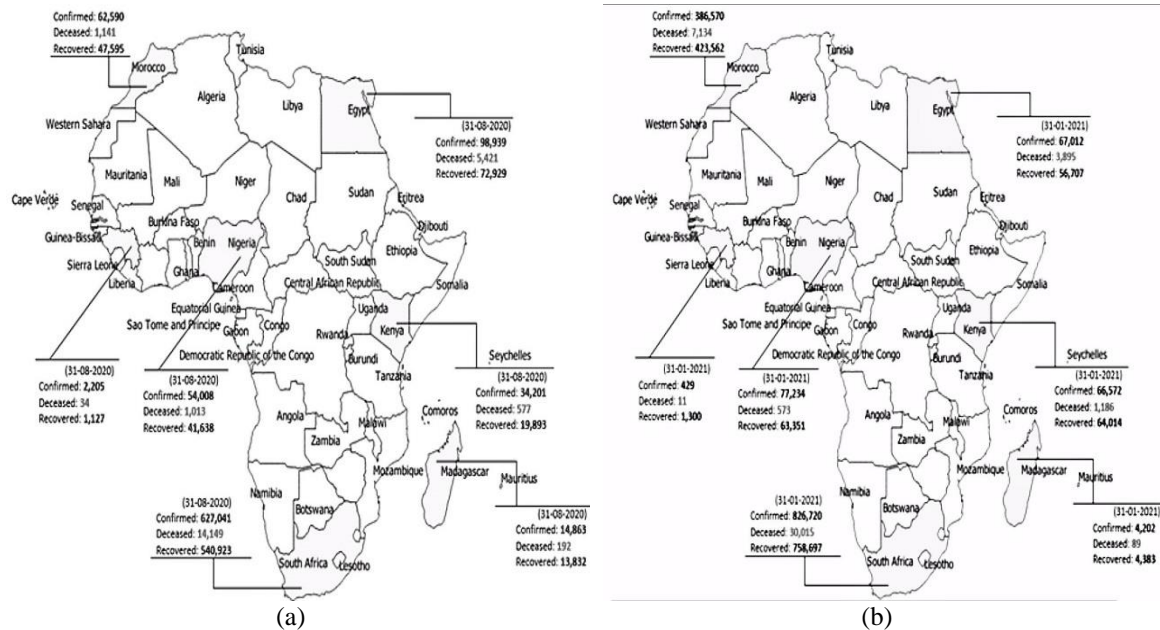 Confirmed: 62,590
Deceased: 1,141
Recovered: 47,595
Tunisia
Morocco
Algeria
Libya
Egypt
Western Sahara
(31-08-2020)
Confirmed: 98,939
Deceased: 5,421
Recovered: 72,929
Mauritania
Mali
Niger
Chad
Sudan
Eritrea
Cape Verde
Senegal
Burkina Faso
Djibouti
Guinea-Bissau
Benin
Nigeria
Ethiopia
Sierra Leone
Ghana
South Sudan
Liberia
Cameroon
Central African Republic
Somalia
Equatorial Guinea
Uganda
Sao Tome and Principe
Gabon
Congo
Rwanda
Kenya
Democratic Republic of the Congo
Burundi
Seychelles
Tanzania
(31-08-2020)
Confirmed: 2,205
Deceased: 34
Recovered: 1,127
(31-08-2020)
Confirmed: 54,008
Deceased: 1,013
Recovered: 41,638
(31-08-2020)
Confirmed: 34,201
Deceased: 577
Recovered: 19,893
Angola
Comoros
Malawi
Zambia
Mozambique
Madagascar
Mauritius
Namibia
Botswana
(31-08-2020)
Confirmed: 627,041
Deceased: 14,149
Recovered: 540,923
(31-08-2020)
Confirmed: 14,863
Deceased: 192
Recovered: 13,832
South Africa
Lesotho
(a)
Confirmed: 386,570
Deceased: 7,134
Recovered: 423,562
Tunisia
Morocco
Algeria
Libya
Egypt
Western Sahara
(31-01-2021)
Confirmed: 67,012
Deceased: 3,895
Recovered: 56,707
Mauritania
Mali
Niger
Chad
Sudan
Eritrea
Cape Verde
Senegal
Burkina Faso
Djibouti
Guinea-Bissau
Benin
Nigeria
Ethiopia
Sierra Leone
Ghana
South Sudan
Liberia
Cameroon
Central African Republic
Somalia
Equatorial Guinea
Uganda
Sao Tome and Principe
Gabon
Congo
Rwanda
Kenya
Democratic Republic of the Congo
Burundi
Seychelles
Tanzania
(31-01-2021)
Confirmed: 429
Deceased: 11
Recovered: 1,300
(31-01-2021)
Confirmed: 77,234
Deceased: 573
Recovered: 63,351
(31-01-2021)
Confirmed: 66,572
Deceased: 1,186
Recovered: 64,014
Angola
Comoros
Malawi
Zambia
Mozambique
Madagascar
Mauritius
Namibia
Botswana
(31-01-2021)
Confirmed: 826,720
Deceased: 30,015
Recovered: 758,697
(31-01-2021)
Confirmed: 4,202
Deceased: 89
Recovered: 4,383
South Africa
Lesotho
(b)